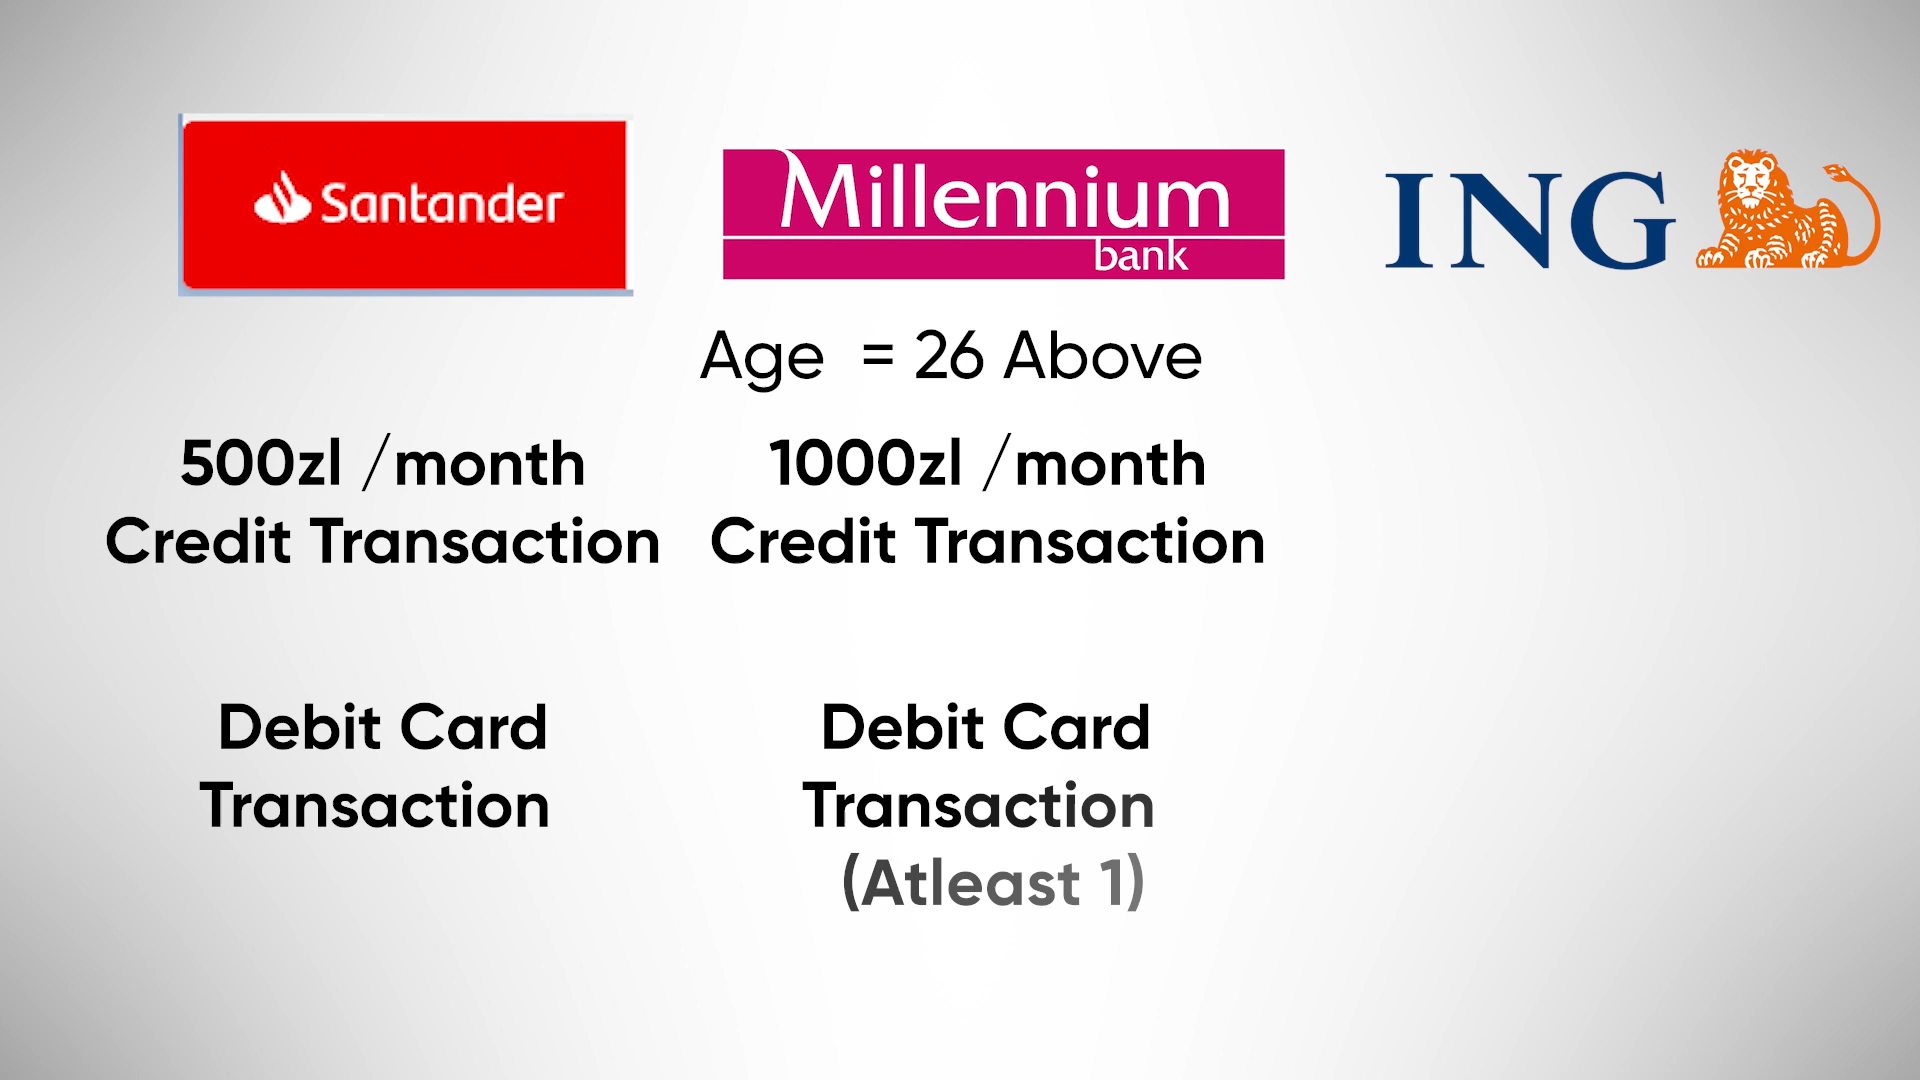 Santander
Millennium
bank
ING
Age = 26 Above
500zl /month
Credit Transaction
1000zl /month
Credit Transaction
Debit Card
Transaction
Debit Card
Transaction
(Atleast 1)